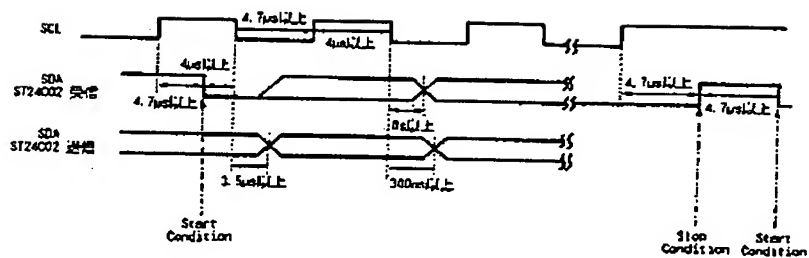 SCL
4.7μs以上
4μs以上
4μs以上
SDA
ST24C02 受信
4.7μs以上
0s以上
4.7μs以上
4.7μs以上
SDA
ST24C02 送信
3.5μs以上
300ns以上
Start
Condition
Stop
Condition
Start
Condition